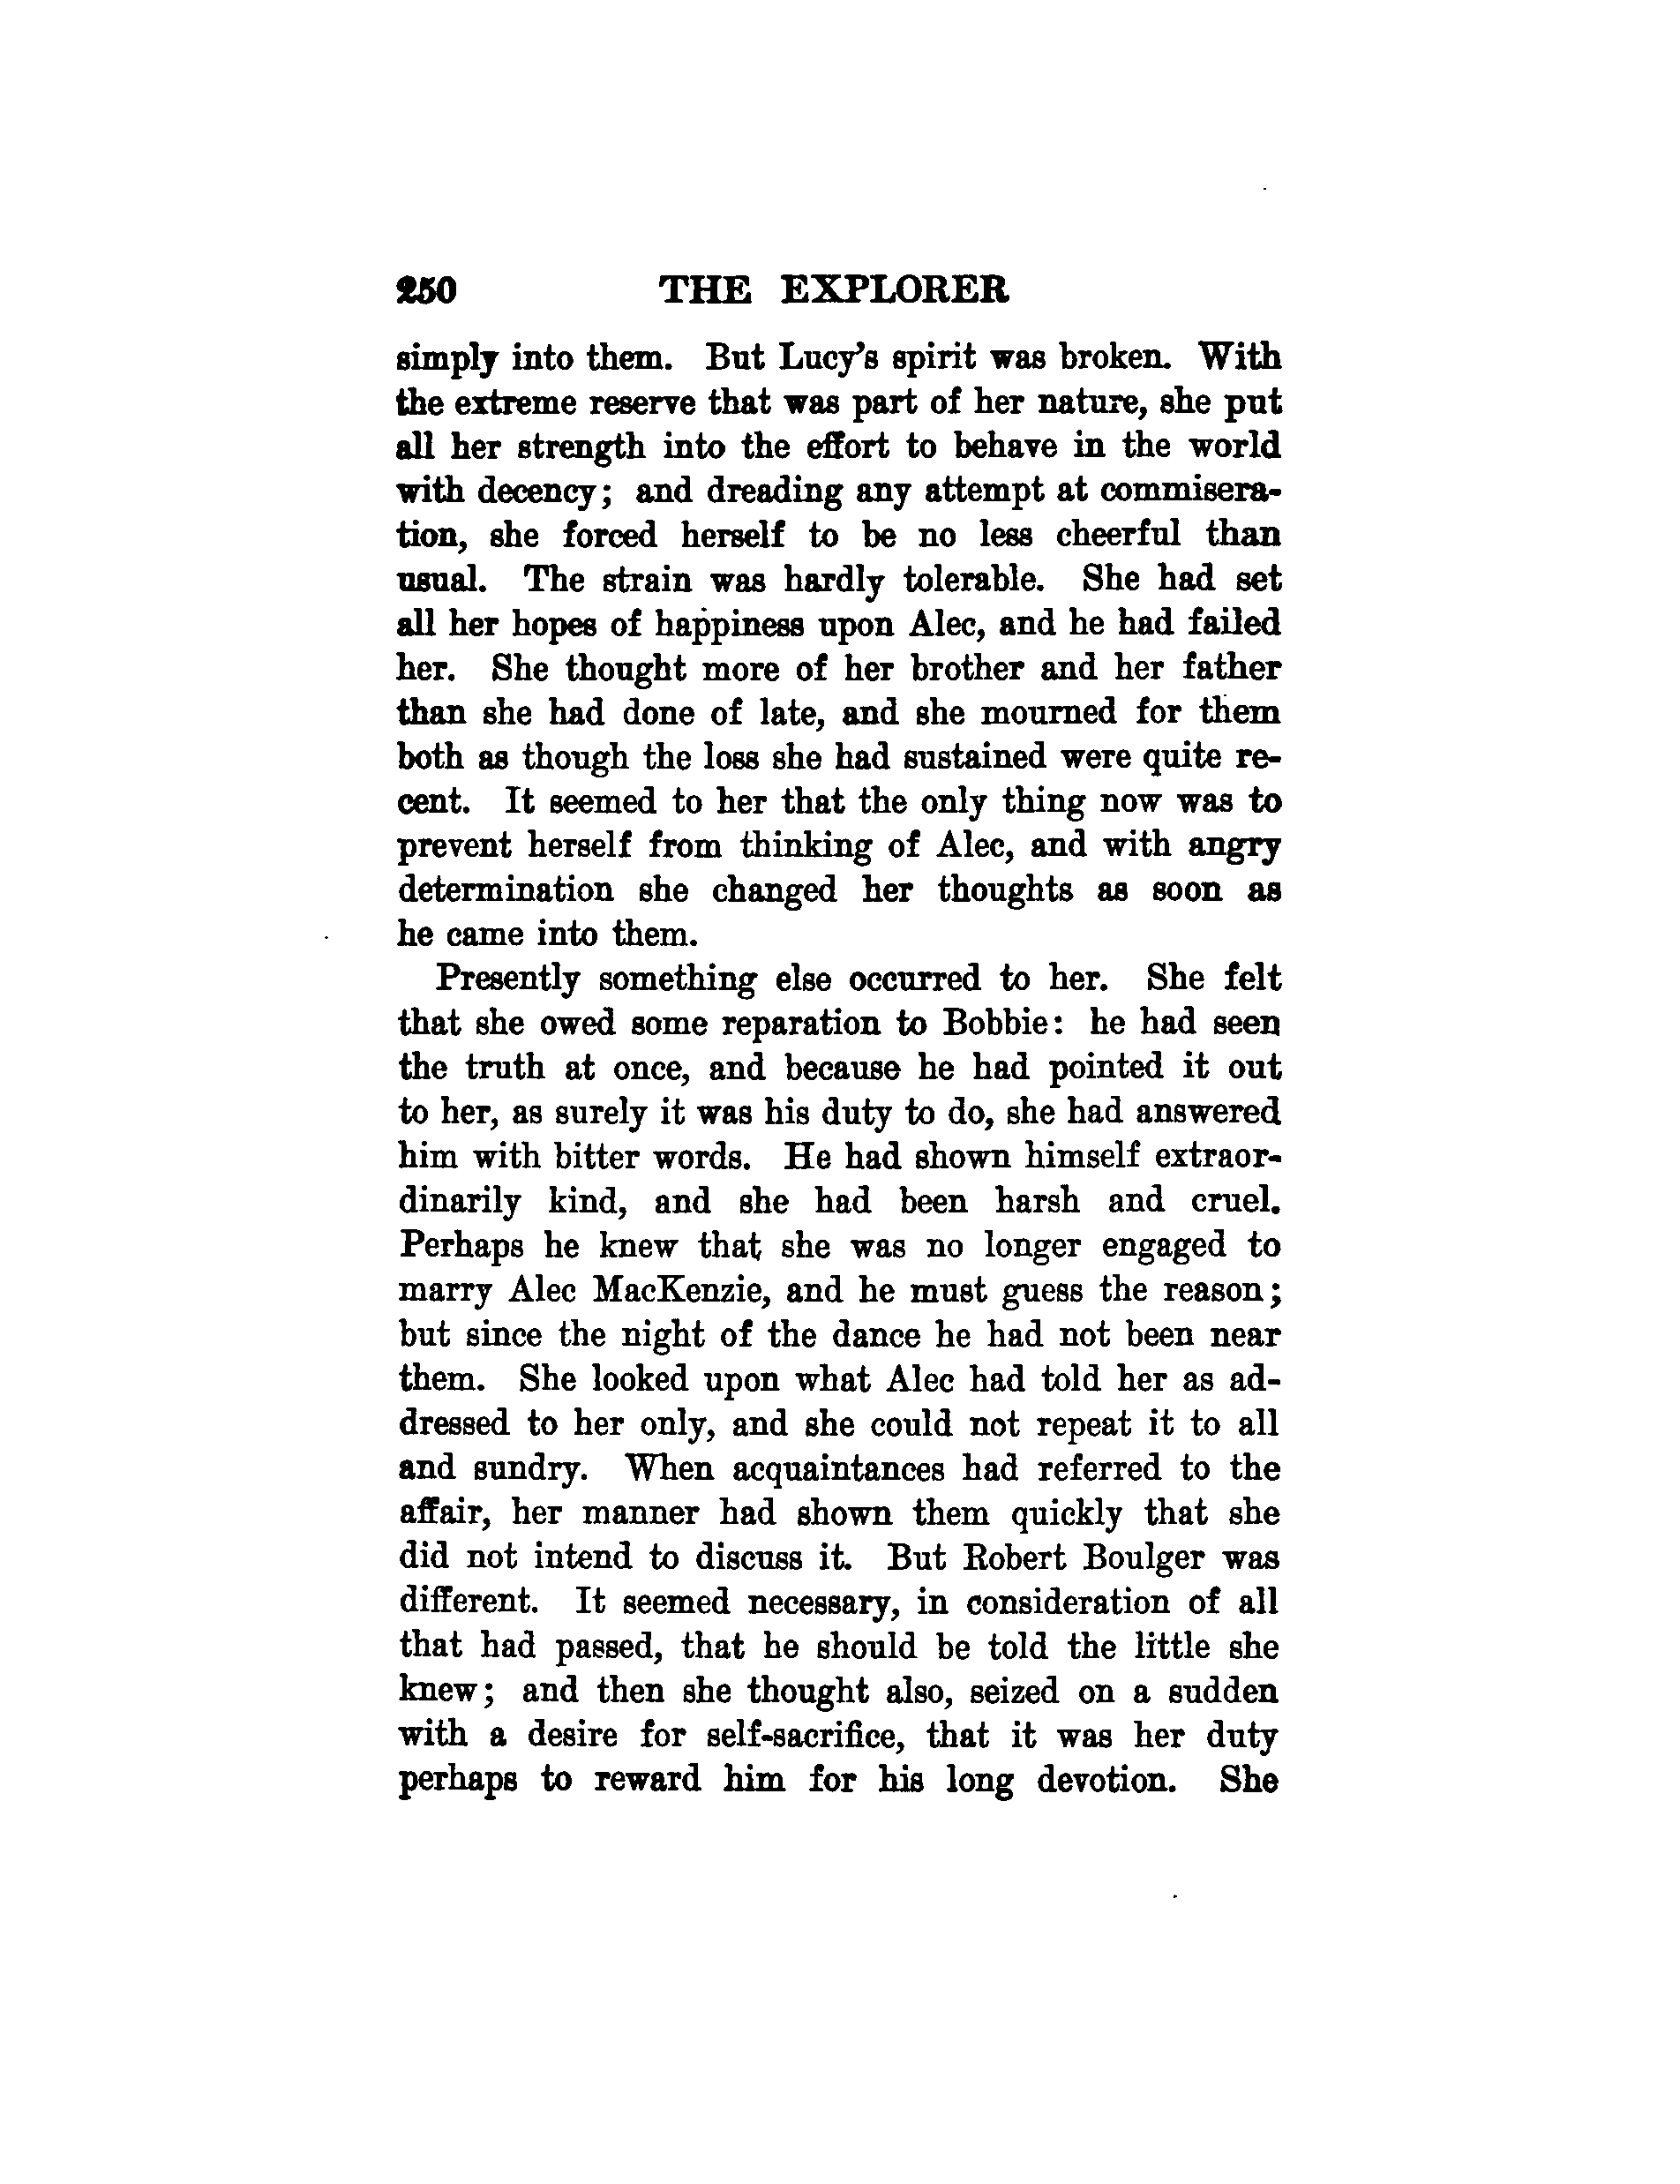 250 THE EXPLORER
simply into them. But Lucy's spirit was broken. With
the extreme reserve that was part of her nature, she put
all her strength into the effort to behave in the world
with decency; and dreading any attempt at commisera-
tion, she forced herself to be no less cheerful than
usual. The strain was hardly tolerable. She had set
all her hopes of happiness upon Alec, and he had failed
her. She thought more of her brother and her father
than she had done of late, and she mourned for them
both as though the loss she had sustained were quite re-
cent. It seemed to her that the only thing now was to
prevent herself from thinking of Alec, and with angry
determination she changed her thoughts as soon as
he came into them.
Presently something else occurred to her. She felt
that she owed some reparation to Bobbie: he had seen
the truth at once, and because he had pointed it out
to her, as surely it was his duty to do, she had answered
him with bitter words. He had shown himself extraor-
dinarily kind, and she had been harsh and cruel.
Perhaps he knew that she was no longer engaged to
marry Alec MacKenzie, and he must guess the reason;
but since the night of the dance he had not been near
them. She looked upon what Alec had told her as ad-
dressed to her only, and she could not repeat it to all
and sundry. When acquaintances had referred to the
affair, her manner had shown them quickly that she
did not intend to discuss it. But Robert Boulger was
different. It seemed necessary, in consideration of all
that had passed, that he should be told the little she
knew; and then she thought also, seized on a sudden
with a desire for self-sacrifice, that it was her duty
perhaps to reward him for his long devotion. She